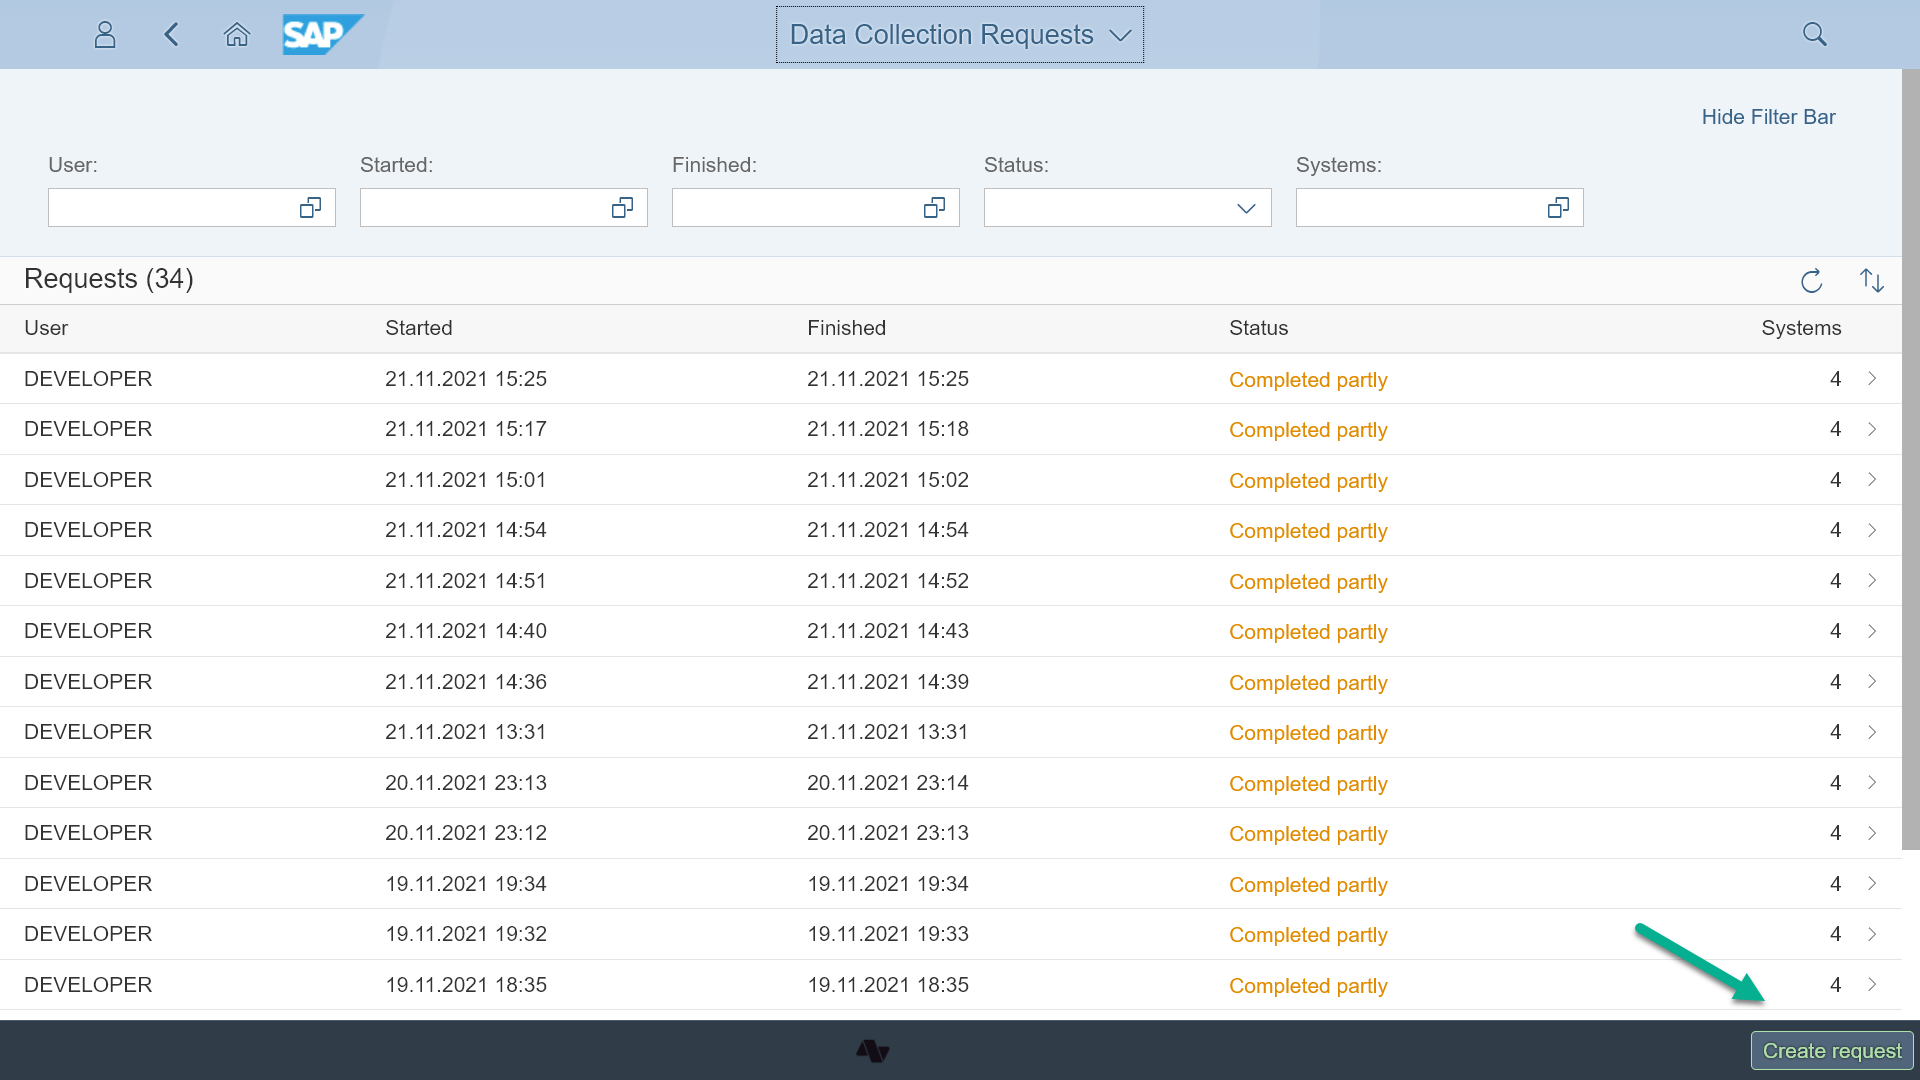 SAP Data Collection Requests
Hide Filter Bar
User: Started: Finished: Status: Systems:
Requests (34)
User Started Finished Status Systems
DEVELOPER 21.11.2021 15:25 21.11.2021 15:25 Completed partly 4
DEVELOPER 21.11.2021 15:17 21.11.2021 15:18 Completed partly 4
DEVELOPER 21.11.2021 15:01 21.11.2021 15:02 Completed partly 4
DEVELOPER 21.11.2021 14:54 21.11.2021 14:54 Completed partly 4
DEVELOPER 21.11.2021 14:51 21.11.2021 14:52 Completed partly 4
DEVELOPER 21.11.2021 14:40 21.11.2021 14:43 Completed partly 4
DEVELOPER 21.11.2021 14:36 21.11.2021 14:39 Completed partly 4
DEVELOPER 21.11.2021 13:31 21.11.2021 13:31 Completed partly 4
DEVELOPER 20.11.2021 23:13 20.11.2021 23:14 Completed partly 4
DEVELOPER 20.11.2021 23:12 20.11.2021 23:13 Completed partly 4
DEVELOPER 19.11.2021 19:34 19.11.2021 19:34 Completed partly 4
DEVELOPER 19.11.2021 19:32 19.11.2021 19:33 Completed partly 4
DEVELOPER 19.11.2021 18:35 19.11.2021 18:35 Completed partly 4
Create request